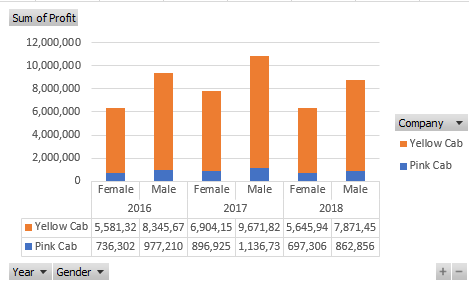 Sum of Profit
12,000,000
10,000,000
8,000,000
6,000,000
4,000,000
2,000,000
0
Company
Yellow Cab
Pink Cab
Female Male Female Male Female Male
2016 2017 2018
Yellow Cab 5,581,32 8,345,67 6,904,15 9,671,82 5,645,94 7,871,45
Pink Cab 736,302 977,210 896,925 1,136,73 697,306 862,856
Year Gender
+ −